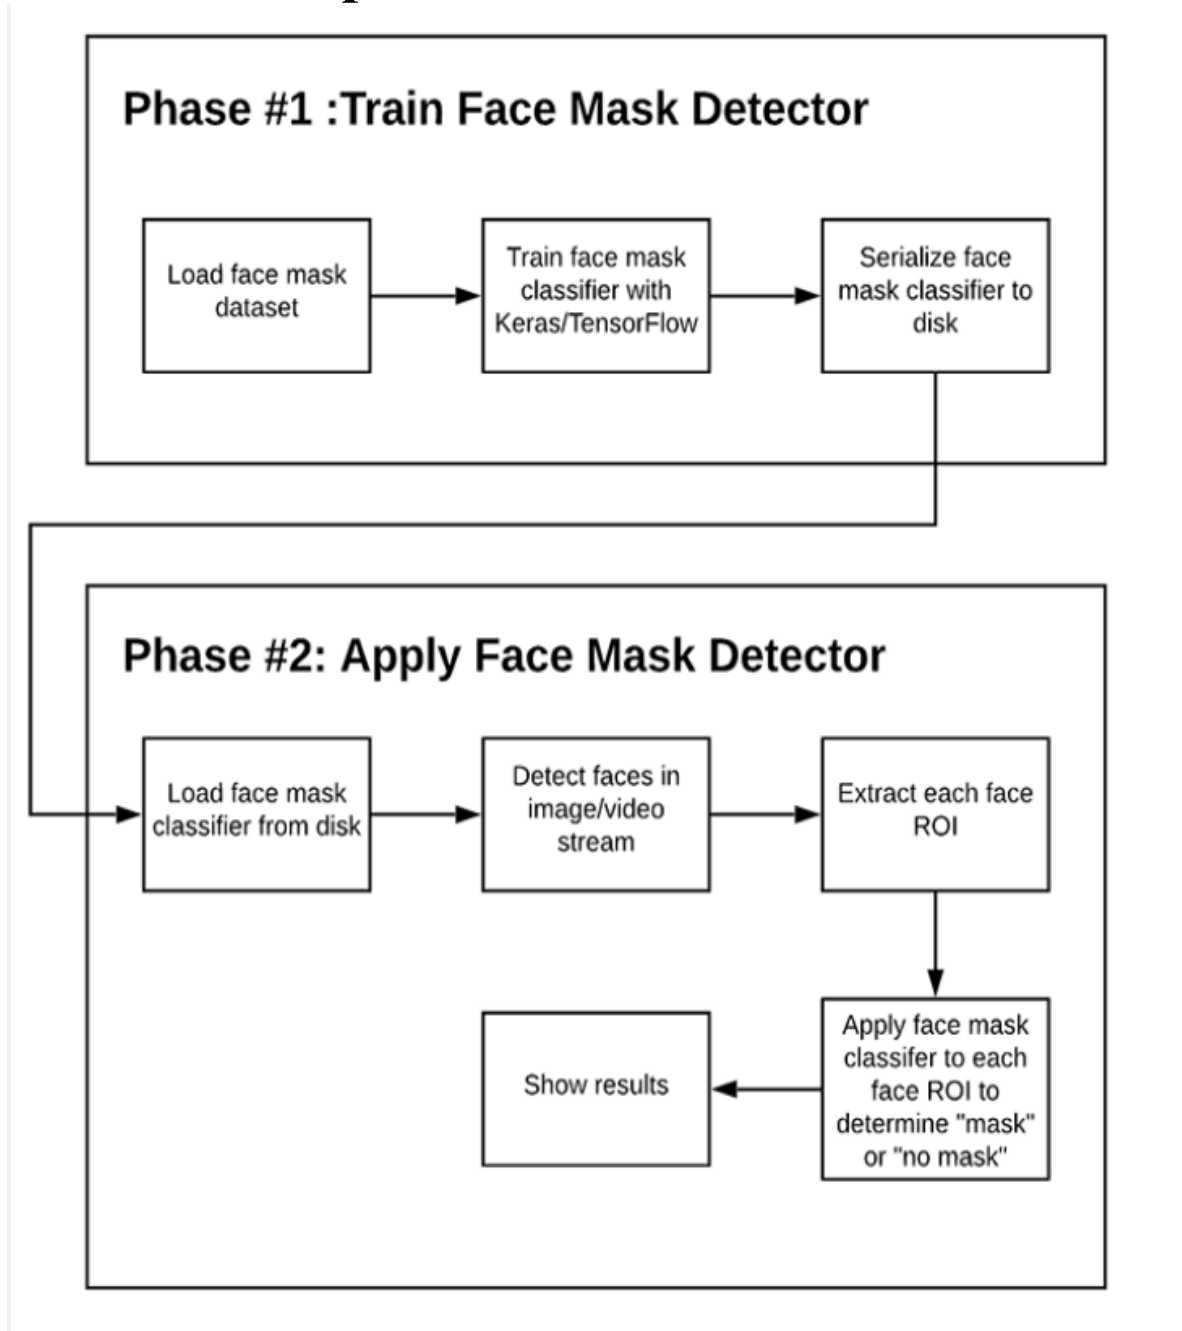 Phase #1 :Train Face Mask Detector
Load face mask
dataset
Train face mask
classifier with
Keras/TensorFlow
Serialize face
mask classifier to
disk
Phase #2: Apply Face Mask Detector
Load face mask
classifier from disk
Detect faces in
image/video
stream
Extract each face
ROI
Apply face mask
classifer to each
face ROI to
determine "mask"
or "no mask"
Show results